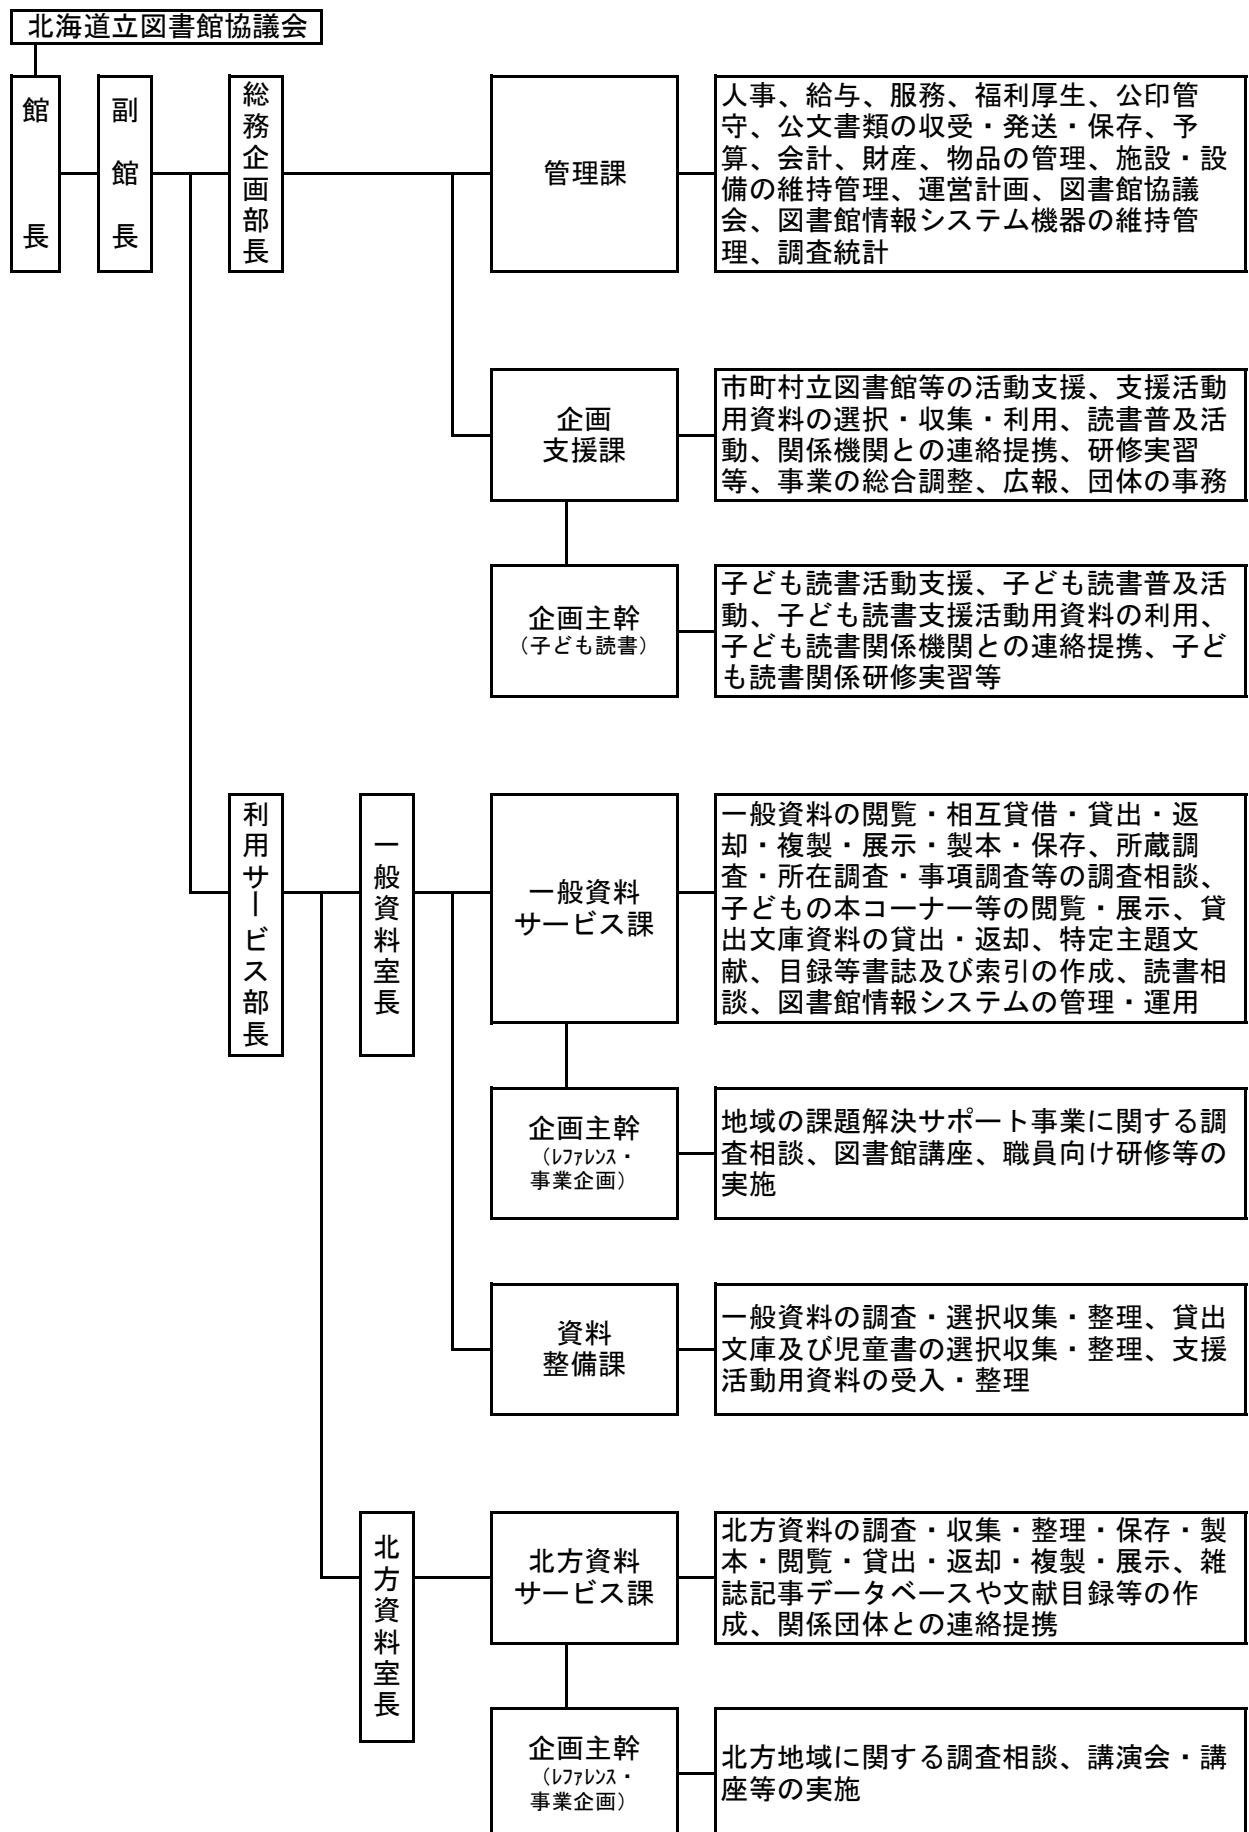 北海道立図書館協議会
館長
副館長
総務企画部長
管理課
人事、給与、服務、福利厚生、公印管
守、公文書類の収受・発送・保存、予
算、会計、財産、物品の管理、施設・設
備の維持管理、運営計画、図書館協議
会、図書館情報システム機器の維持管
理、調査統計
企画
支援課
市町村立図書館等の活動支援、支援活動
用資料の選択・収集・利用、読書普及活
動、関係機関との連絡提携、研修実習
等、事業の総合調整、広報、団体の事務
企画主幹
（子ども読書）
子ども読書活動支援、子ども読書普及活
動、子ども読書支援活動用資料の利用、
子ども読書関係機関との連絡提携、子ど
も読書関係研修実習等
利用サービス部長
一般資料室長
一般資料
サービス課
一般資料の閲覧・相互貸借・貸出・返
却・複製・展示・製本・保存、所蔵調
査・所在調査・事項調査等の調査相談、
子どもの本コーナー等の閲覧・展示、貸
出文庫資料の貸出・返却、特定主題文
献、目録等書誌及び索引の作成、読書相
談、図書館情報システムの管理・運用
企画主幹
（ﾚﾌｧﾚﾝｽ・
事業企画）
地域の課題解決サポート事業に関する調
査相談、図書館講座、職員向け研修等の
実施
資料
整備課
一般資料の調査・選択収集・整理、貸出
文庫及び児童書の選択収集・整理、支援
活動用資料の受入・整理
北方資料室長
北方資料
サービス課
北方資料の調査・収集・整理・保存・製
本・閲覧・貸出・返却・複製・展示、雑
誌記事データベースや文献目録等の作
成、関係団体との連絡提携
企画主幹
（ﾚﾌｧﾚﾝｽ・
事業企画）
北方地域に関する調査相談、講演会・講
座等の実施